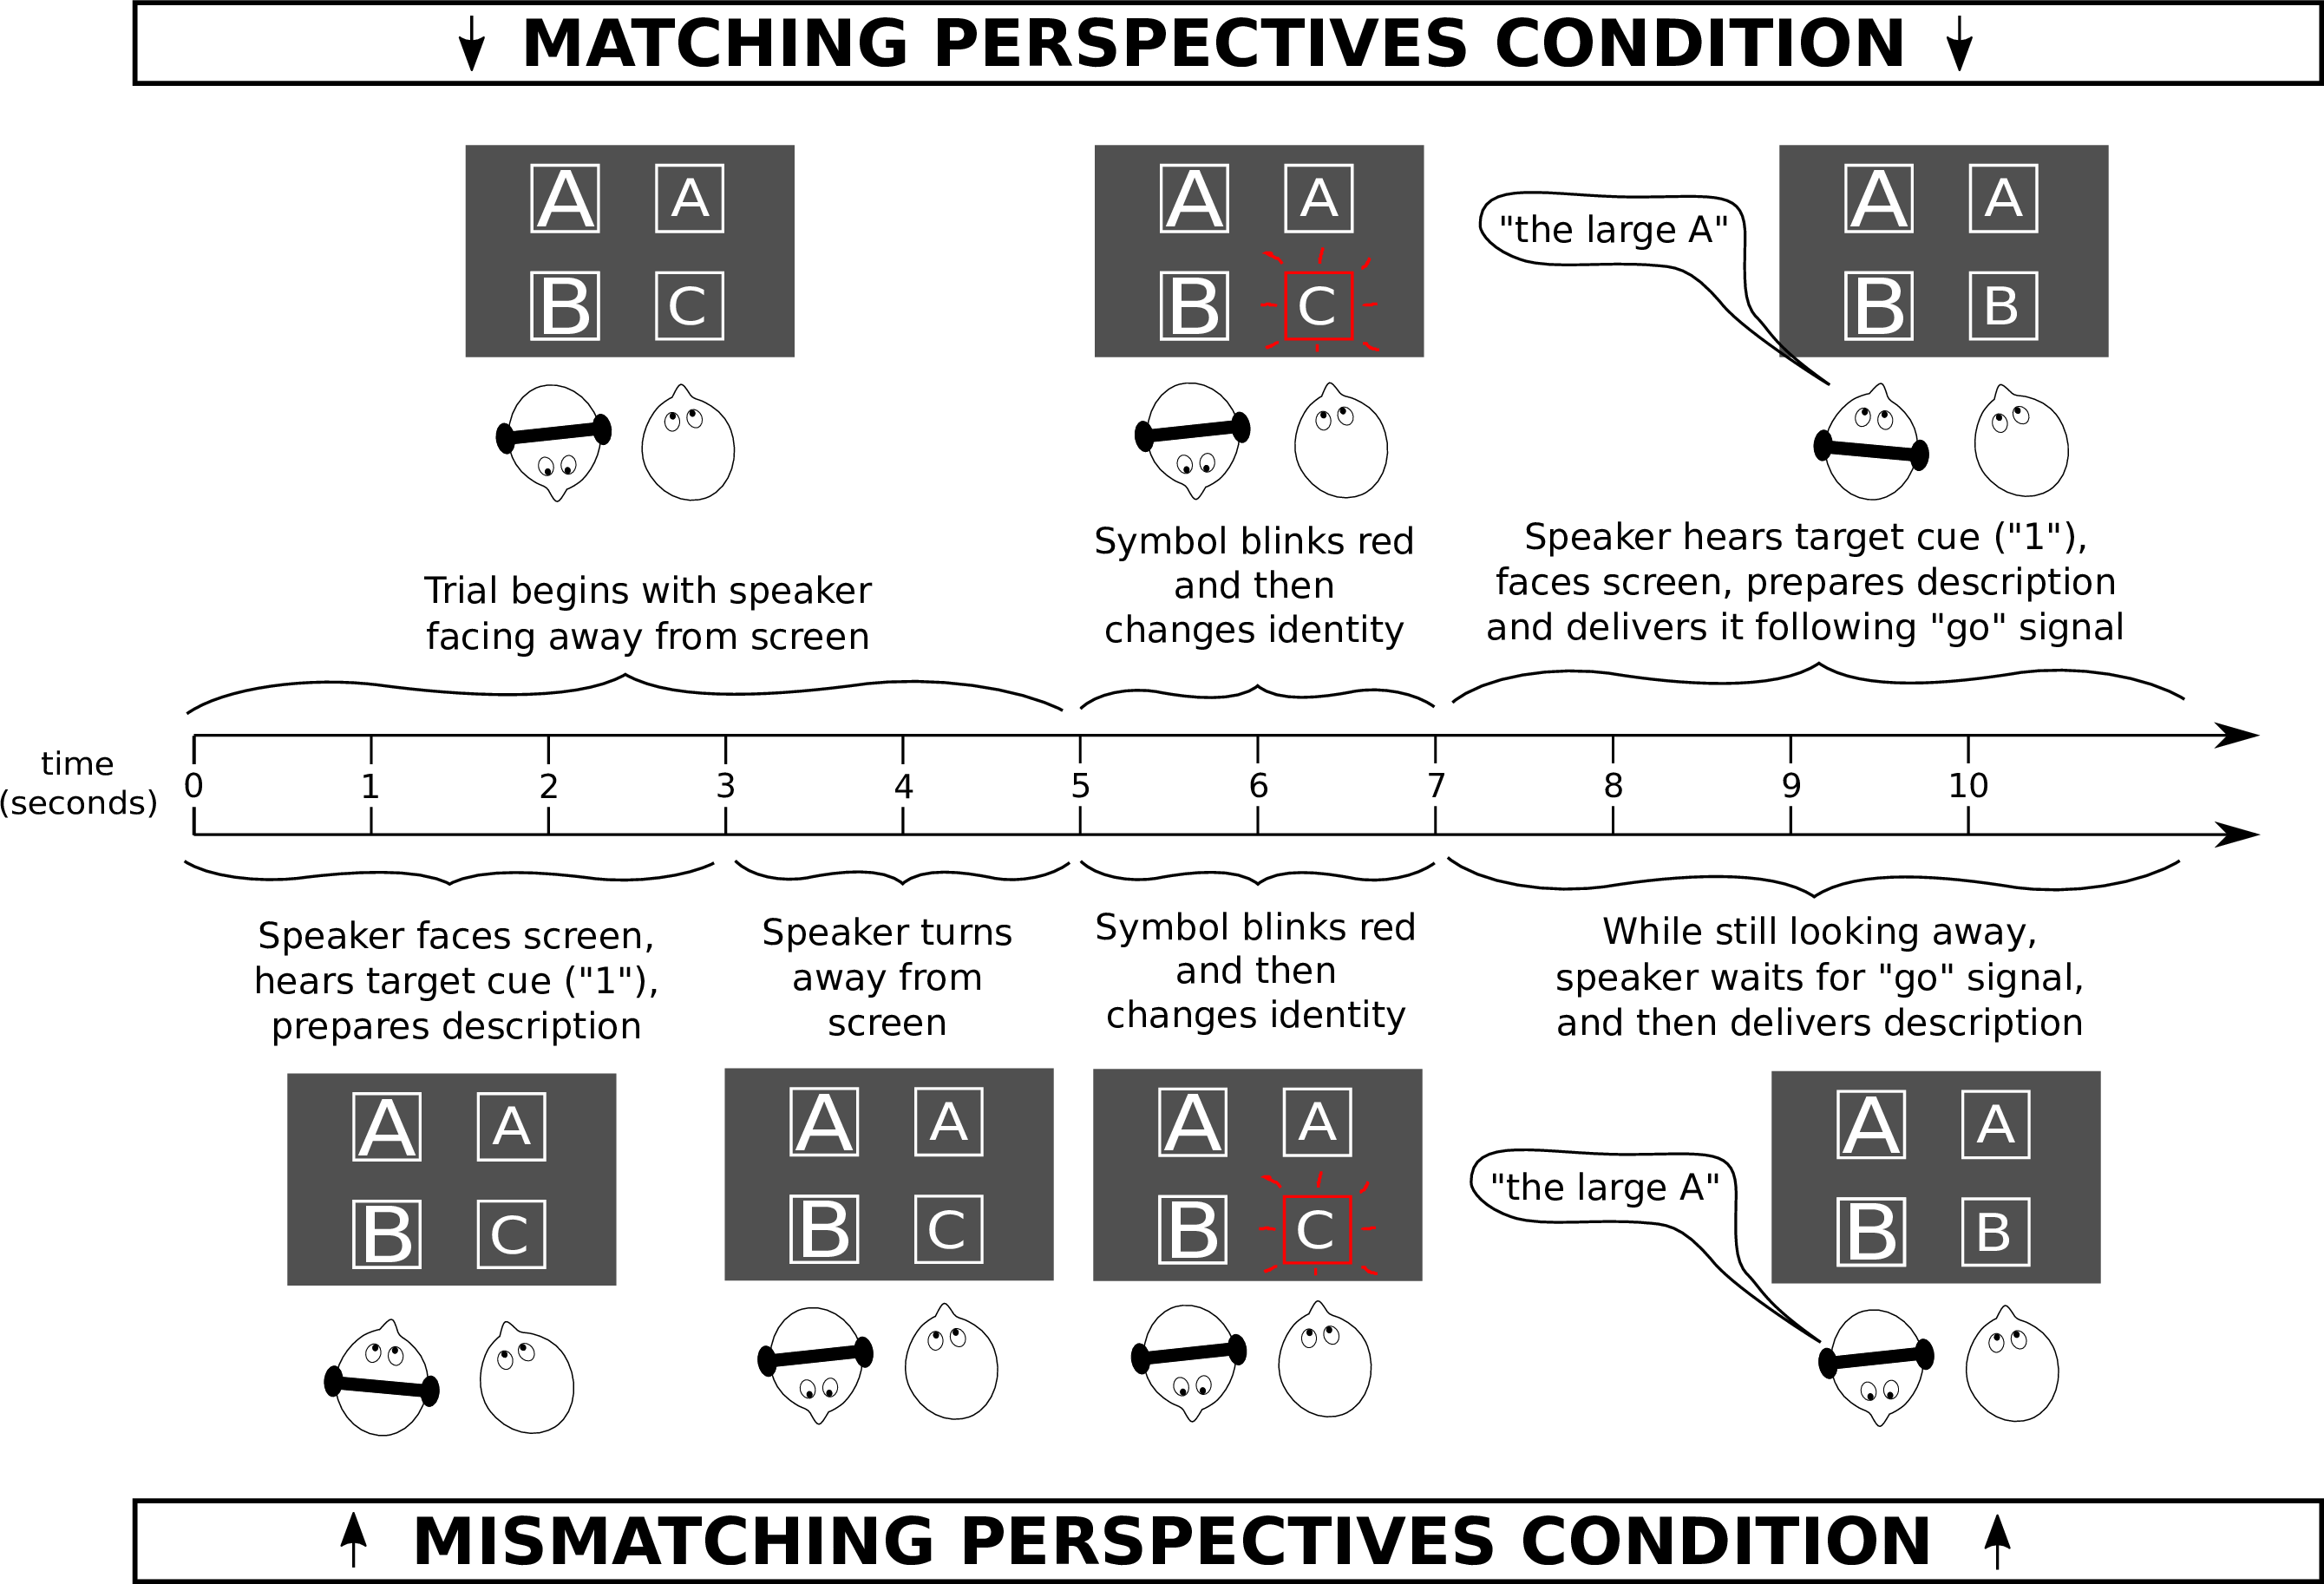 MATCHING PERSPECTIVES CONDITION
A A
B C
A A
B C
"the large A"
A A
B B
Trial begins with speaker
facing away from screen
Symbol blinks red
and then
changes identity
Speaker hears target cue ("1"),
faces screen, prepares description
and delivers it following "go" signal
time
(seconds)
0 1 2 3 4 5 6 7 8 9 10
Speaker faces screen,
hears target cue ("1"),
prepares description
Speaker turns
away from
screen
Symbol blinks red
and then
changes identity
While still looking away,
speaker waits for "go" signal,
and then delivers description
A A
B C
A A
B C
A A
B C
"the large A"
A A
B B
MISMATCHING PERSPECTIVES CONDITION